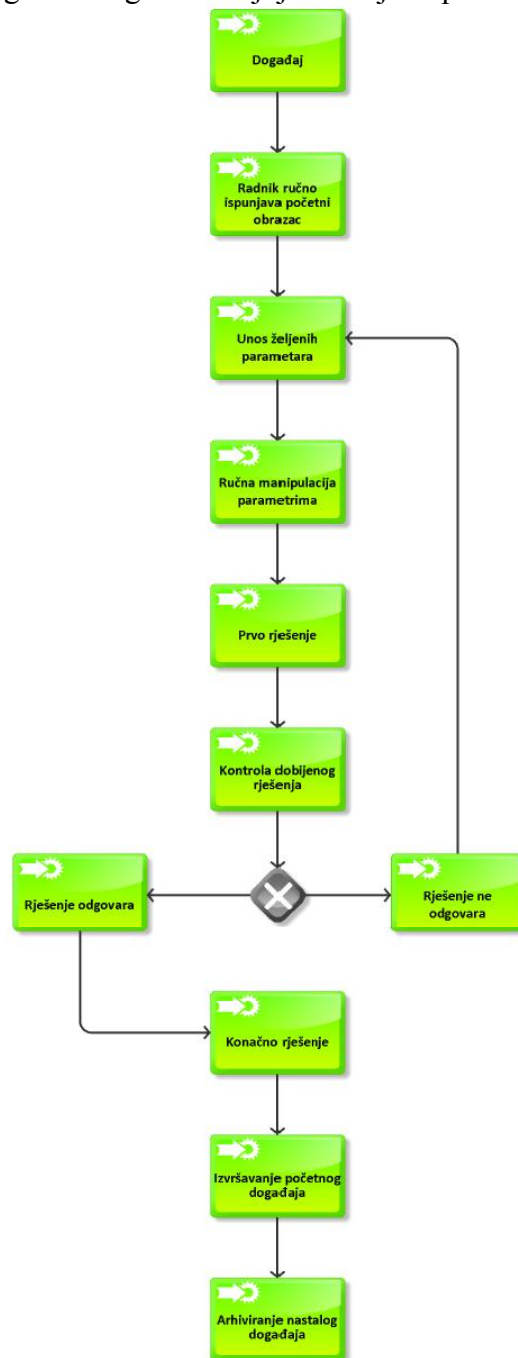 Događaj
Radnik ručno
ispunjava početni
obrazac
Unos željenih
parametara
Ručna manipulacija
parametrima
Prvo rješenje
Kontrola dobijenog
rješenja
Rješenje odgovara
Rješenje ne
odgovara
Konačno rješenje
Izvršavanje početnog
događaja
Arhiviranje nastalog
događaja